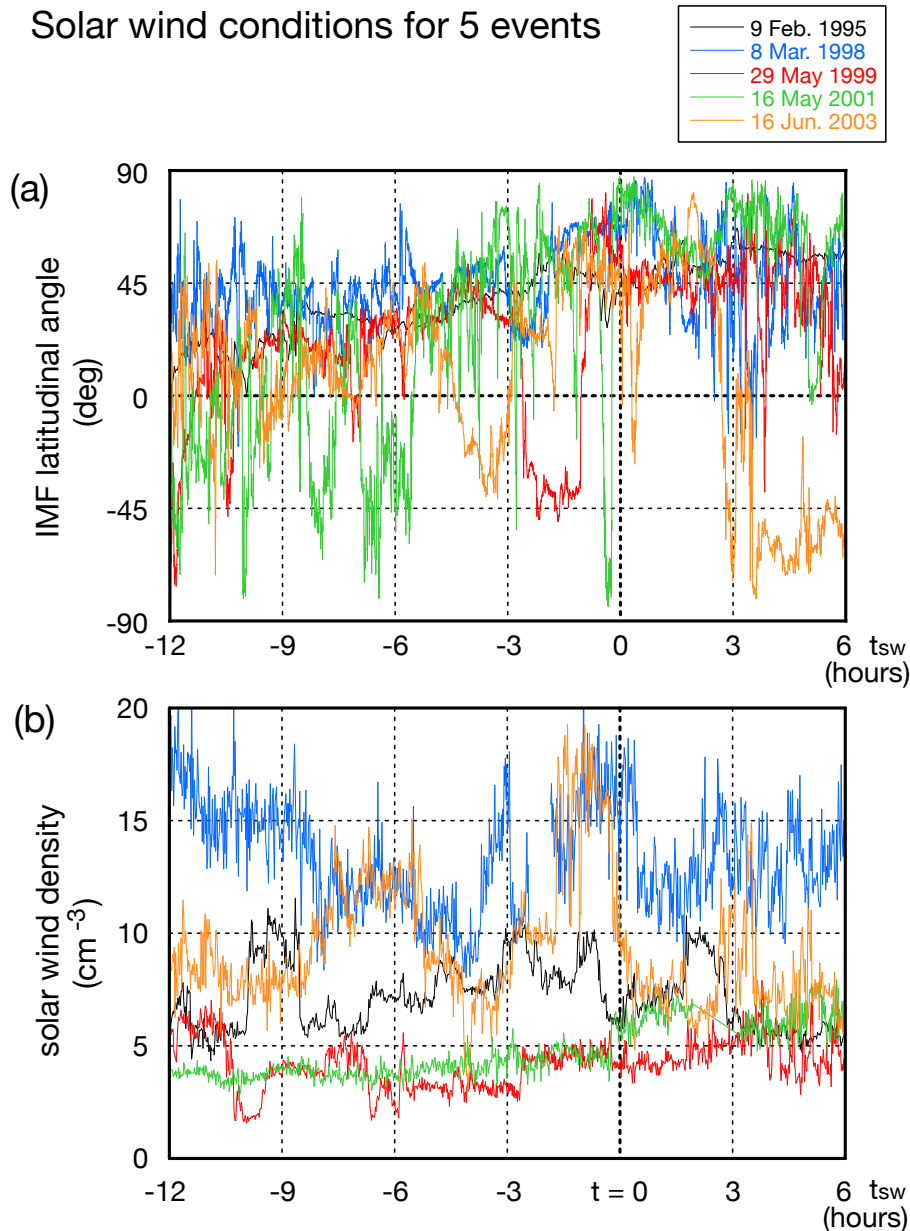 Solar wind conditions for 5 events
9 Feb. 1995
8 Mar. 1998
29 May 1999
16 May 2001
16 Jun. 2003
(a)
IMF latitudinal angle
(deg)
90
45
0
-45
-90
-12 -9 -6 -3 0 3 6 tsw
(hours)
(b)
solar wind density
(cm⁻³)
20
15
10
5
0
-12 -9 -6 -3 t = 0 3 6 tsw
(hours)